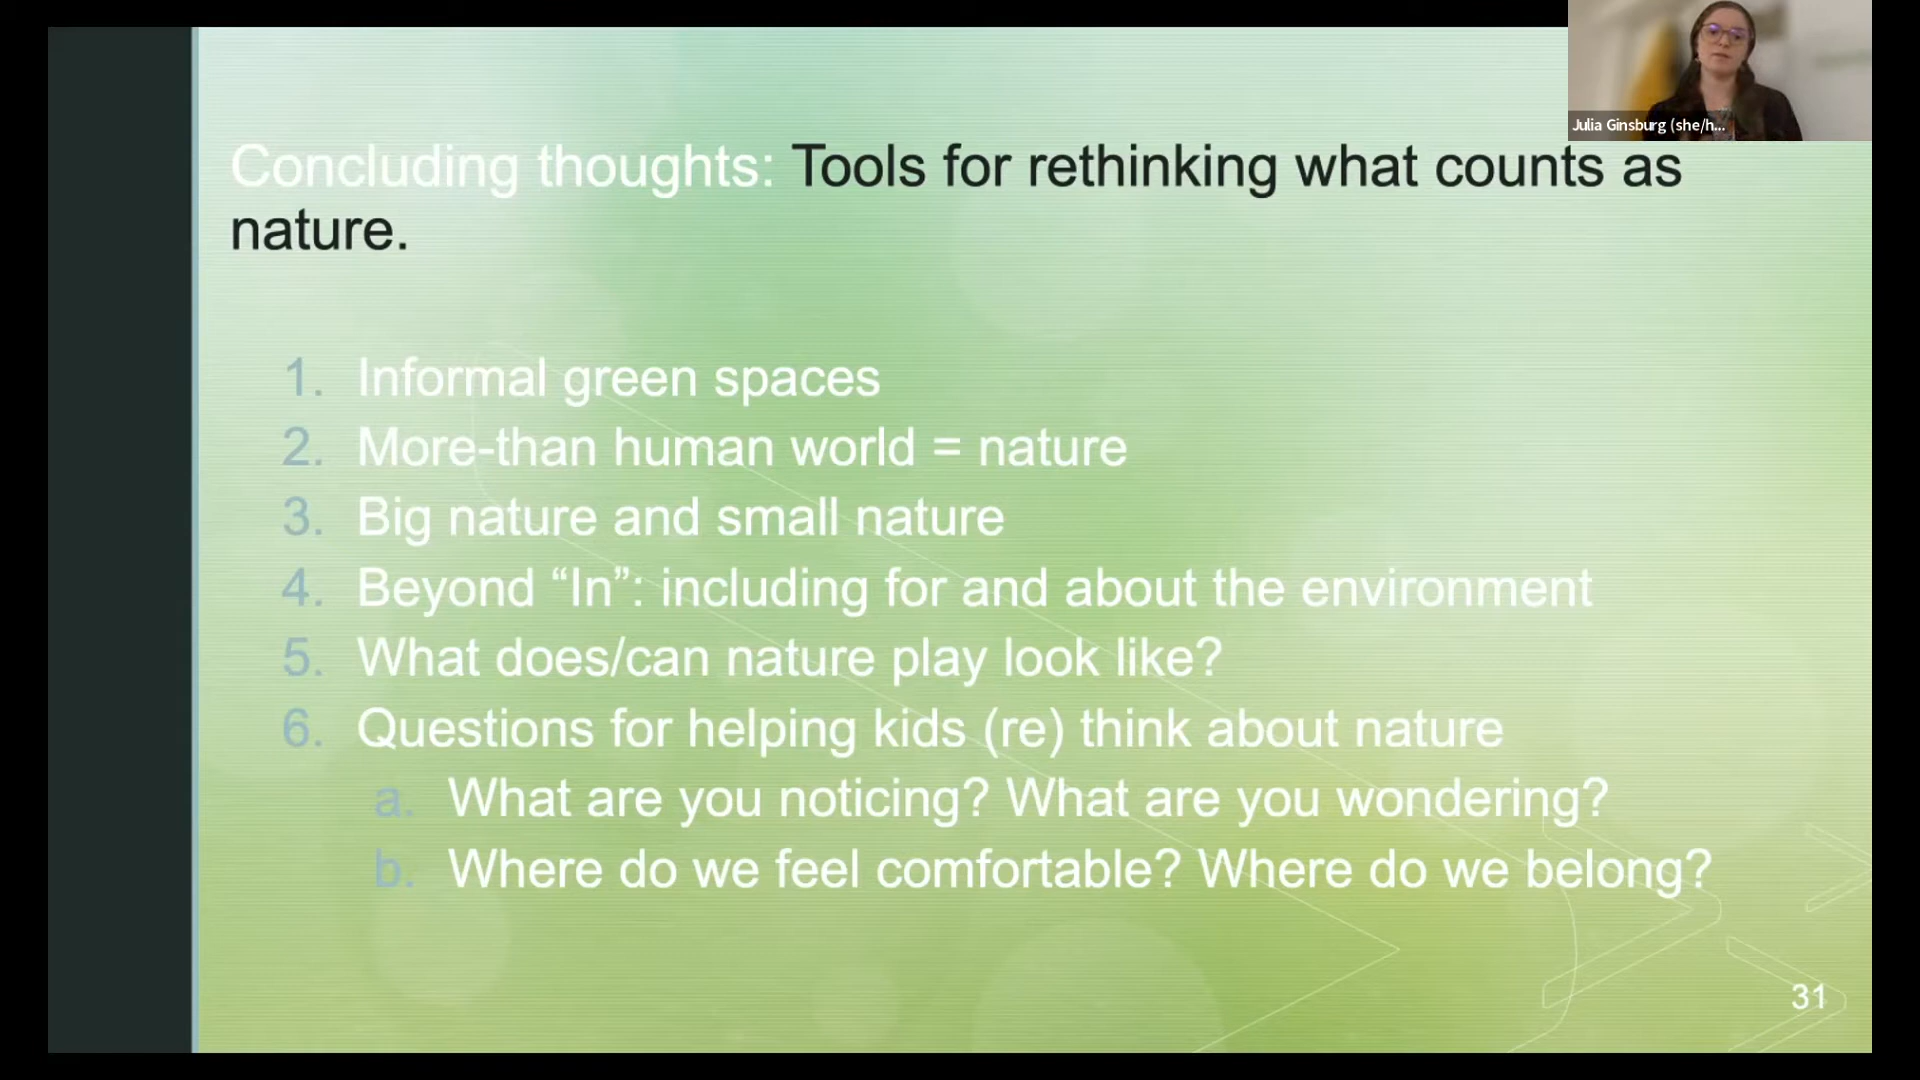 Julia Ginsburg (she/h...
Concluding thoughts: Tools for rethinking what counts as
nature.
1. Informal green spaces
2. More-than human world = nature
3. Big nature and small nature
4. Beyond “In”: including for and about the environment
5. What does/can nature play look like?
6. Questions for helping kids (re) think about nature
a. What are you noticing? What are you wondering?
b. Where do we feel comfortable? Where do we belong?
31